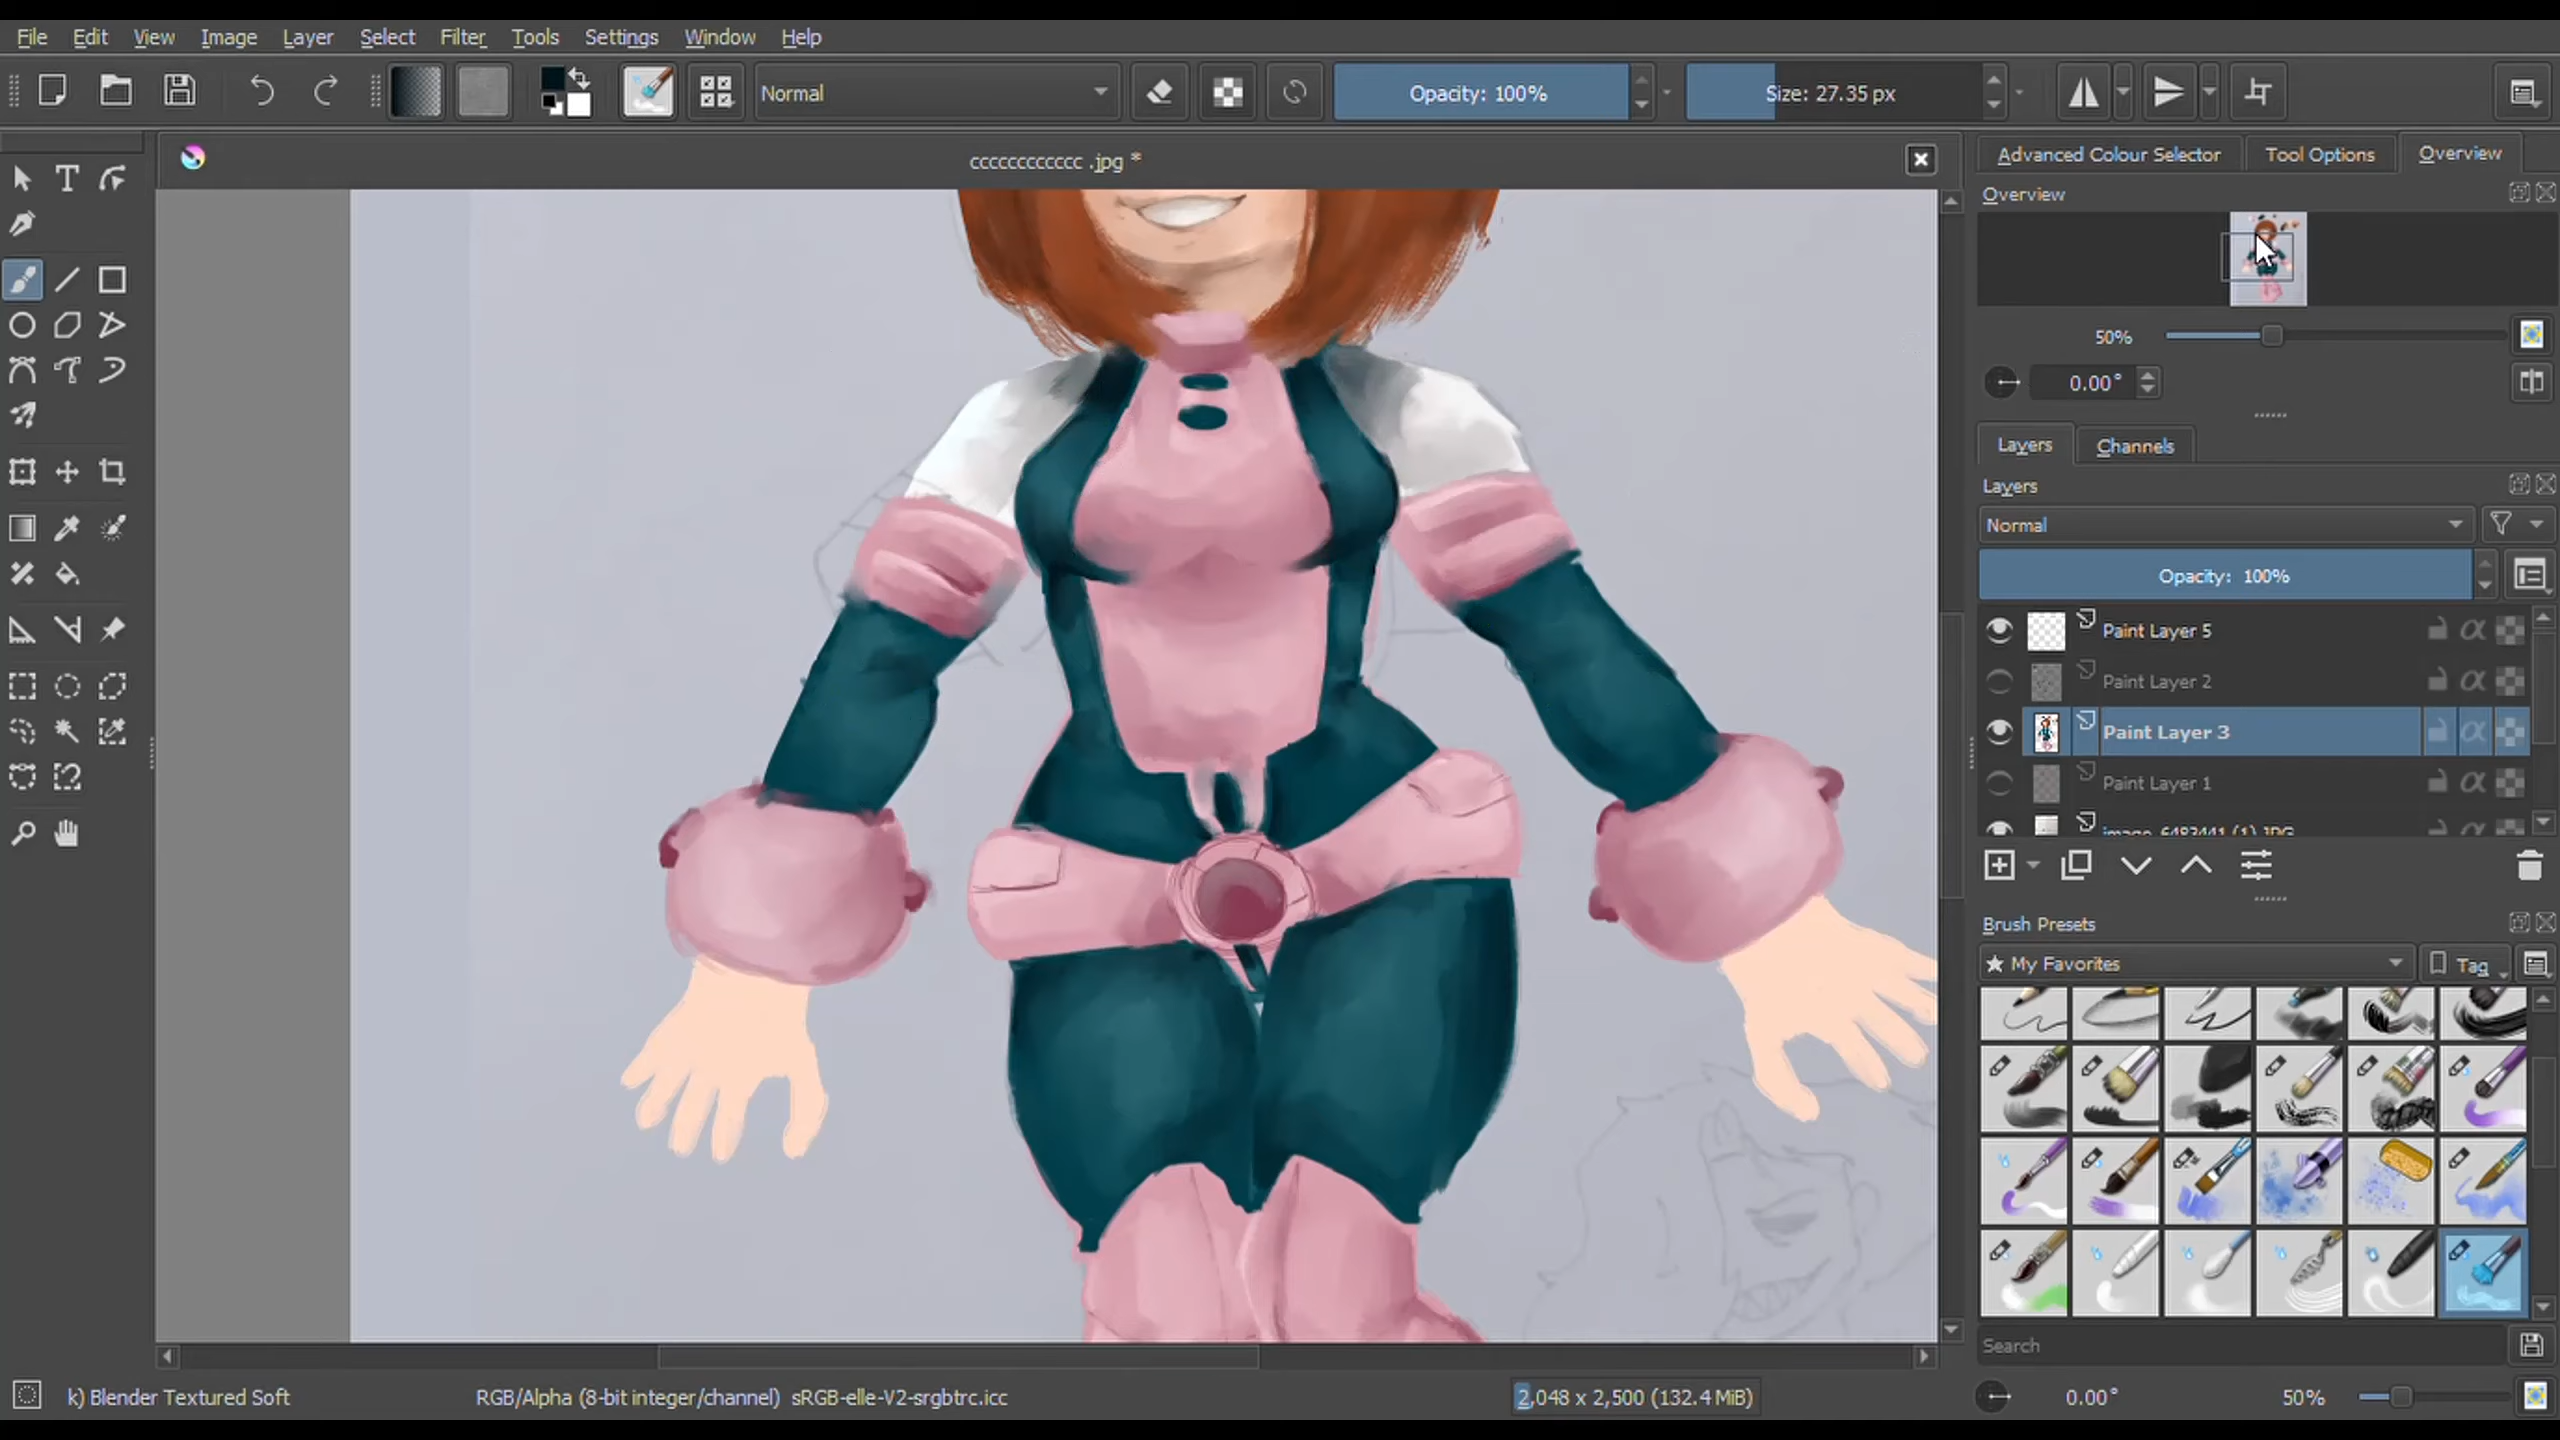 File Edit View Image Layer Select Filter Tools Settings Window Help
Normal Opacity: 100% Size: 27.35 px
cccccccccccc .jpg *
Advanced Colour Selector Tool Options Overview
Overview
50%
0.00°
Layers Channels
Layers
Normal
Opacity: 100%
Paint Layer 5
Paint Layer 2
Paint Layer 3
Paint Layer 1
image_6483441 (1).JPG
Brush Presets
My Favorites Tag
Search
k) Blender Textured Soft RGB/Alpha (8-bit integer/channel) sRGB-elle-V2-srgbtrc.icc 2,048 x 2,500 (132.4 MiB) 0.00° 50%